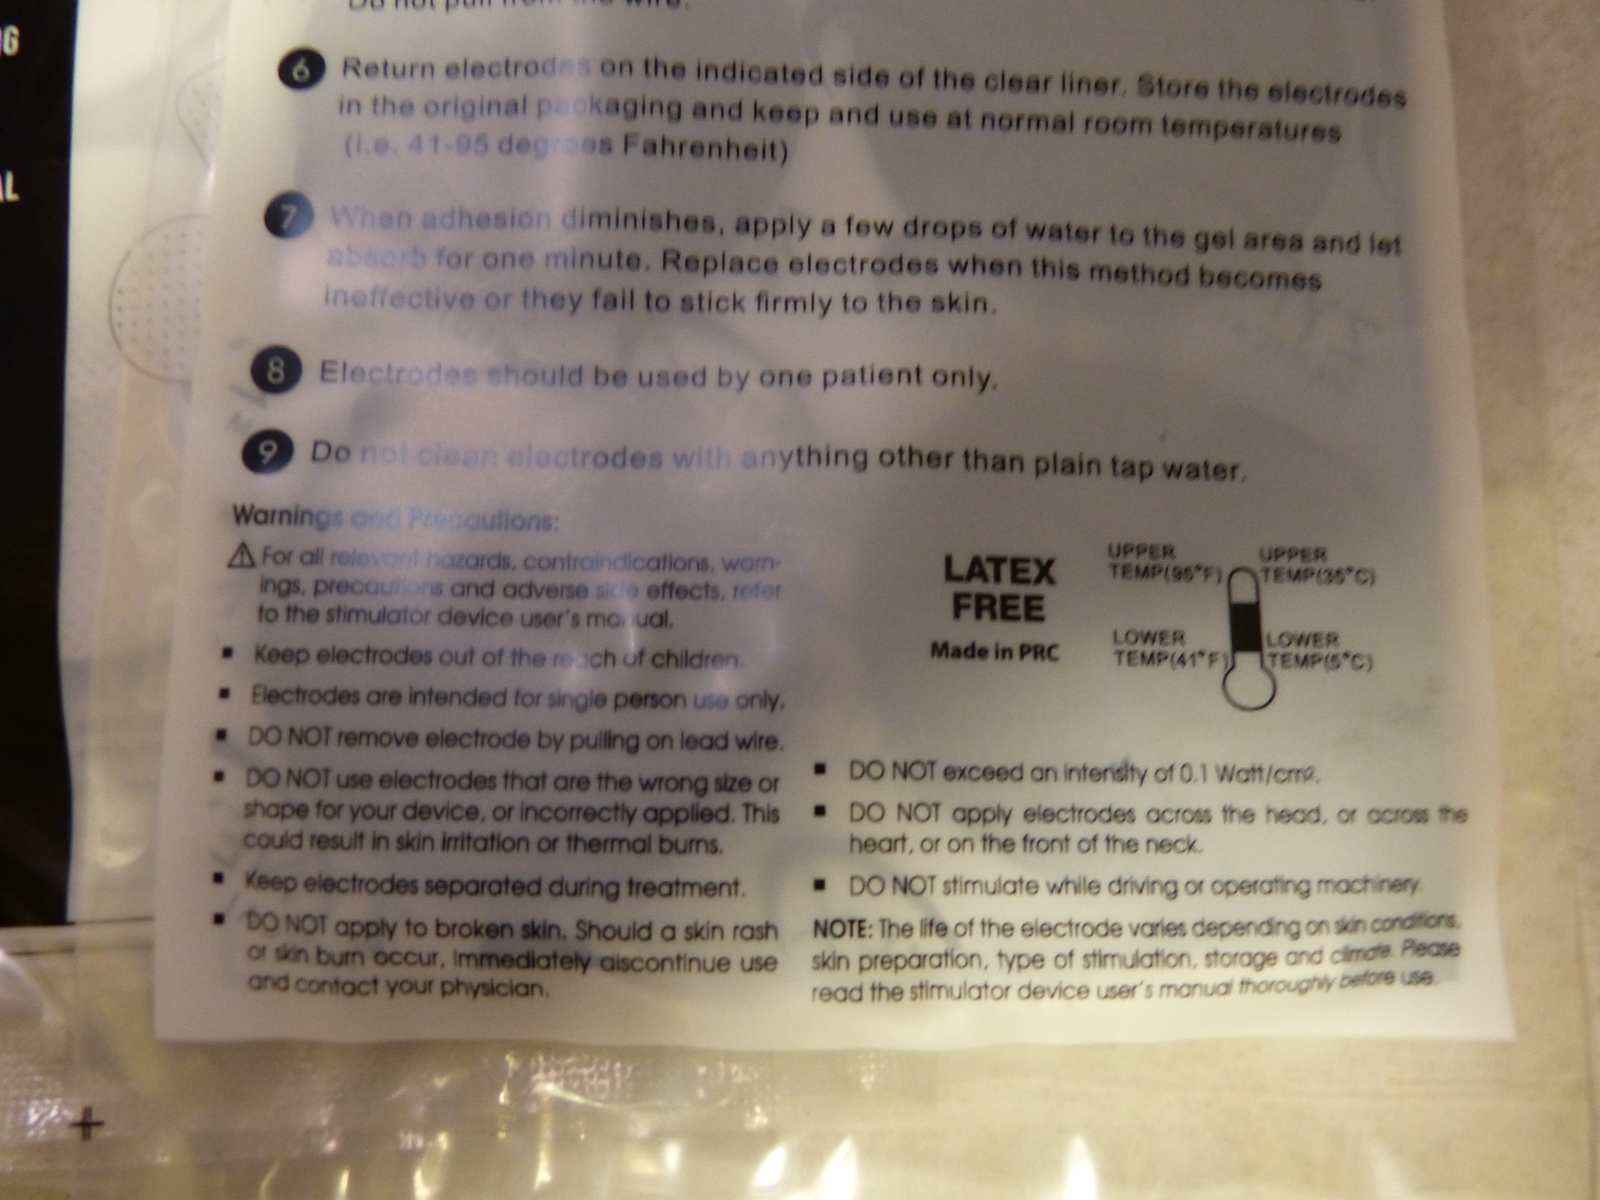 G
AL
Do not pull from the wire.
6 Return electrodes on the indicated side of the clear liner. Store the electrodes
in the original packaging and keep and use at normal room temperatures
(i.e. 41-95 degrees Fahrenheit)
7 When adhesion diminishes, apply a few drops of water to the gel area and let
absorb for one minute. Replace electrodes when this method becomes
ineffective or they fail to stick firmly to the skin.
8 Electrodes should be used by one patient only.
9 Do not clean electrodes with anything other than plain tap water.
Warnings and Precautions:
For all relevant hazards, contraindications, warn-
ings, precautions and adverse side effects, refer
to the stimulator device user's manual.
▪ Keep electrodes out of the reach of children.
▪ Electrodes are intended for single person use only.
▪ DO NOT remove electrode by pulling on lead wire.
▪ DO NOT use electrodes that are the wrong size or
shape for your device, or incorrectly applied. This
could result in skin irritation or thermal burns.
▪ Keep electrodes separated during treatment.
▪ DO NOT apply to broken skin. Should a skin rash
or skin burn occur, immediately discontinue use
and contact your physician.
LATEX
FREE
Made in PRC
UPPER
TEMP(95°F)
UPPER
TEMP(35°C)
LOWER
TEMP(41°F)
LOWER
TEMP(5°C)
▪ DO NOT exceed an intensity of 0.1 Watt/cm².
▪ DO NOT apply electrodes across the head, or across the
heart, or on the front of the neck.
▪ DO NOT stimulate while driving or operating machinery.
NOTE: The life of the electrode varies depending on skin conditions,
skin preparation, type of stimulation, storage and climate. Please
read the stimulator device user's manual thoroughly before use.